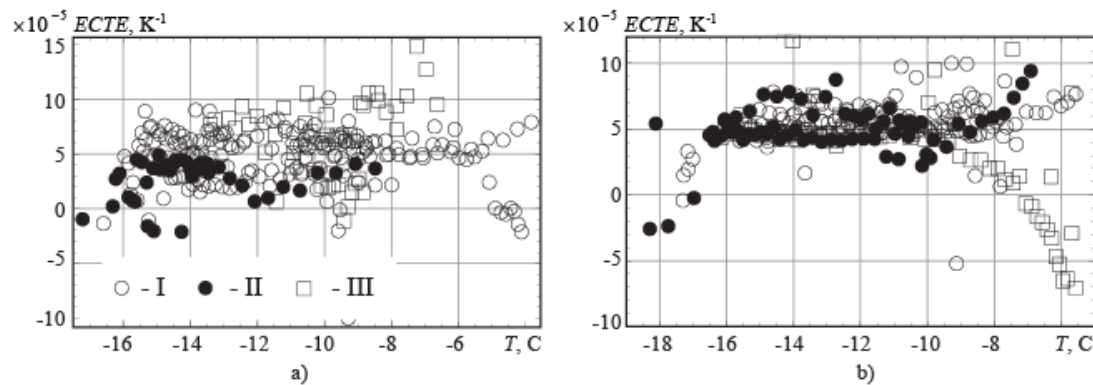 ×10⁻⁵ ECTE, K⁻¹
15
10
5
0
-5
-10
-16 -14 -12 -10 -8 -6 T, C
- I - II - III
a)
×10⁻⁵ ECTE, K⁻¹
10
5
0
-5
-10
-18 -16 -14 -12 -10 -8 T, C
b)